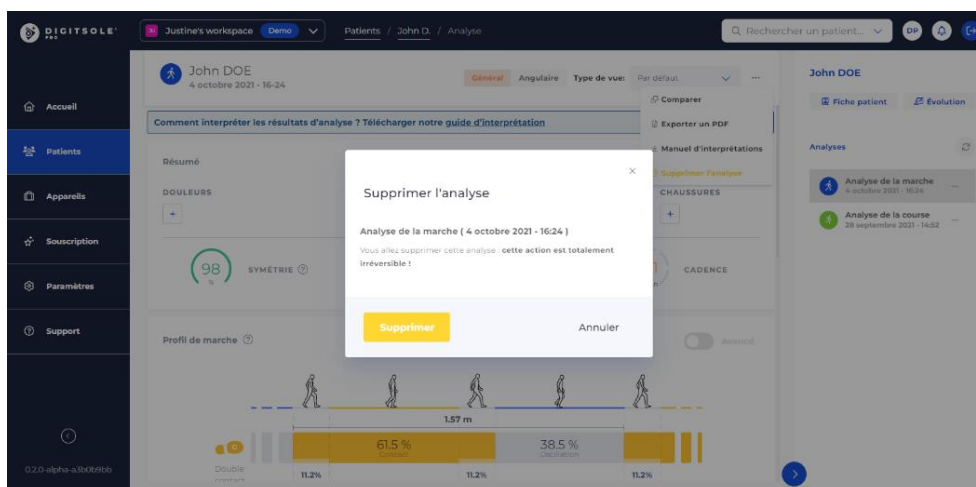 DIGITSOLE®
PRO
Justine's workspace Demo
Patients / John D. / Analyse
Rechercher un patient...
DP
Accueil
Patients
Appareils
Souscription
Paramètres
Support
0.2.0-alpha-a3b0b9bb
John DOE
4 octobre 2021 - 16:24
Général Angulaire Type de vue: Par défaut
Comparer
Exporter un PDF
Manuel d'interprétations
Supprimer l'analyse
Comment interpréter les résultats d'analyse ? Télécharger notre guide d'interprétation
Résumé
DOULEURS
+
CHAUSSURES
+
98
%
SYMÉTRIE ?
CADENCE
Supprimer l'analyse
Analyse de la marche ( 4 octobre 2021 - 16:24 )
Vous allez supprimer cette analyse : cette action est totalement
irréversible !
Supprimer
Annuler
Profil de marche ?
Avancé
1.57 m
61.5 %
Contact
38.5 %
Oscillation
Double
contact
11.2%
11.2%
11.2%
John DOE
Fiche patient
Évolution
Analyses
Analyse de la marche
4 octobre 2021 - 16:24
Analyse de la course
28 septembre 2021 - 14:52